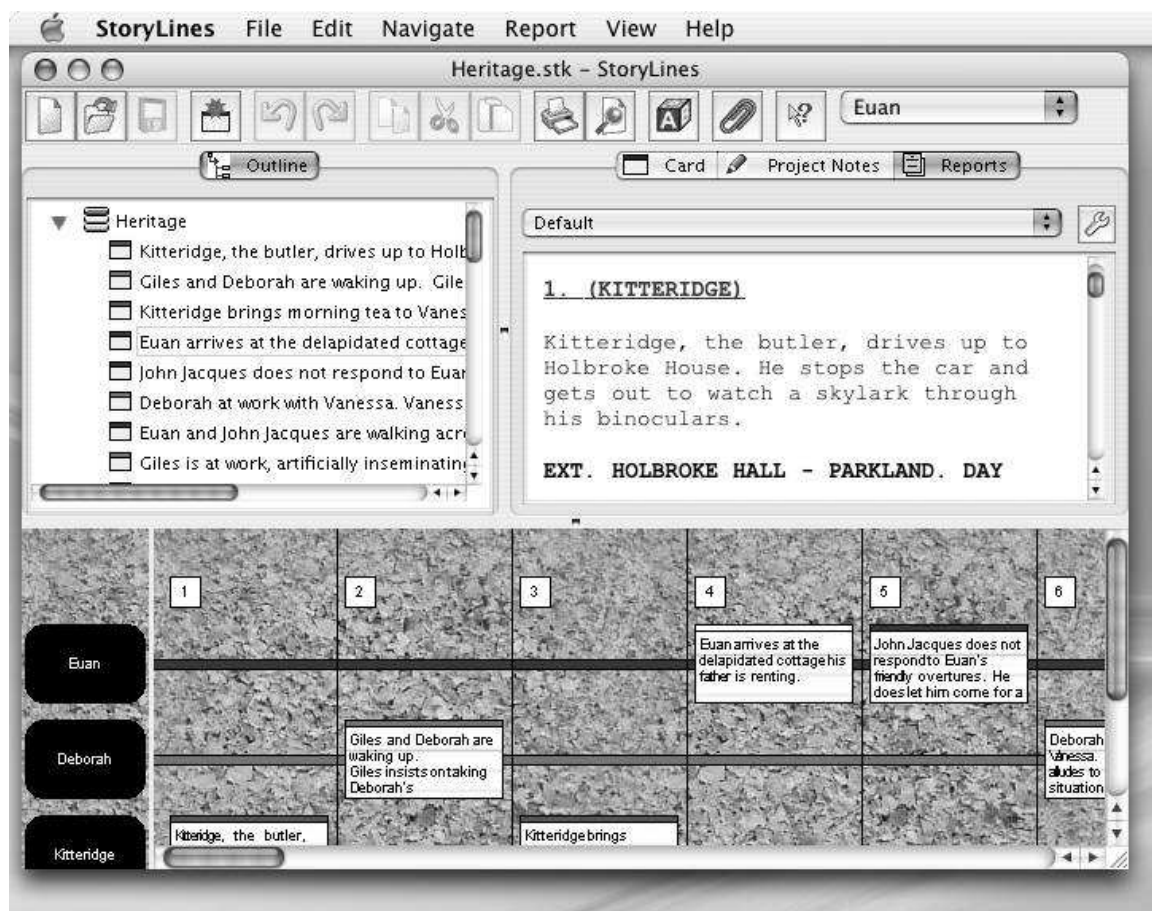 StoryLines File Edit Navigate Report View Help
Heritage.stk – StoryLines
A
Euan
Outline
Card Project Notes Reports
Heritage
Kitteridge, the butler, drives up to Holb
Giles and Deborah are waking up. Gile
Kitteridge brings morning tea to Vanes
Euan arrives at the delapidated cottage
John Jacques does not respond to Euan
Deborah at work with Vanessa. Vaness
Euan and John Jacques are walking acro
Giles is at work, artificially inseminating
Default
1. (KITTERIDGE)
Kitteridge, the butler, drives up to
Holbroke House. He stops the car and
gets out to watch a skylark through
his binoculars.
EXT. HOLBROKE HALL - PARKLAND. DAY
1 2 3 4 5 6
Euan
Euan arrives at the
delapidated cottage his
father is renting.
John Jacques does not
respond to Euan's
friendly overtures. He
does let him come for a
Deborah
Giles and Deborah are
waking up.
Giles insists on taking
Deborah's
Deborah
Vanessa.
alludes to
situation
Kitteridge
Kitteridge, the butler,
Kitteridge brings